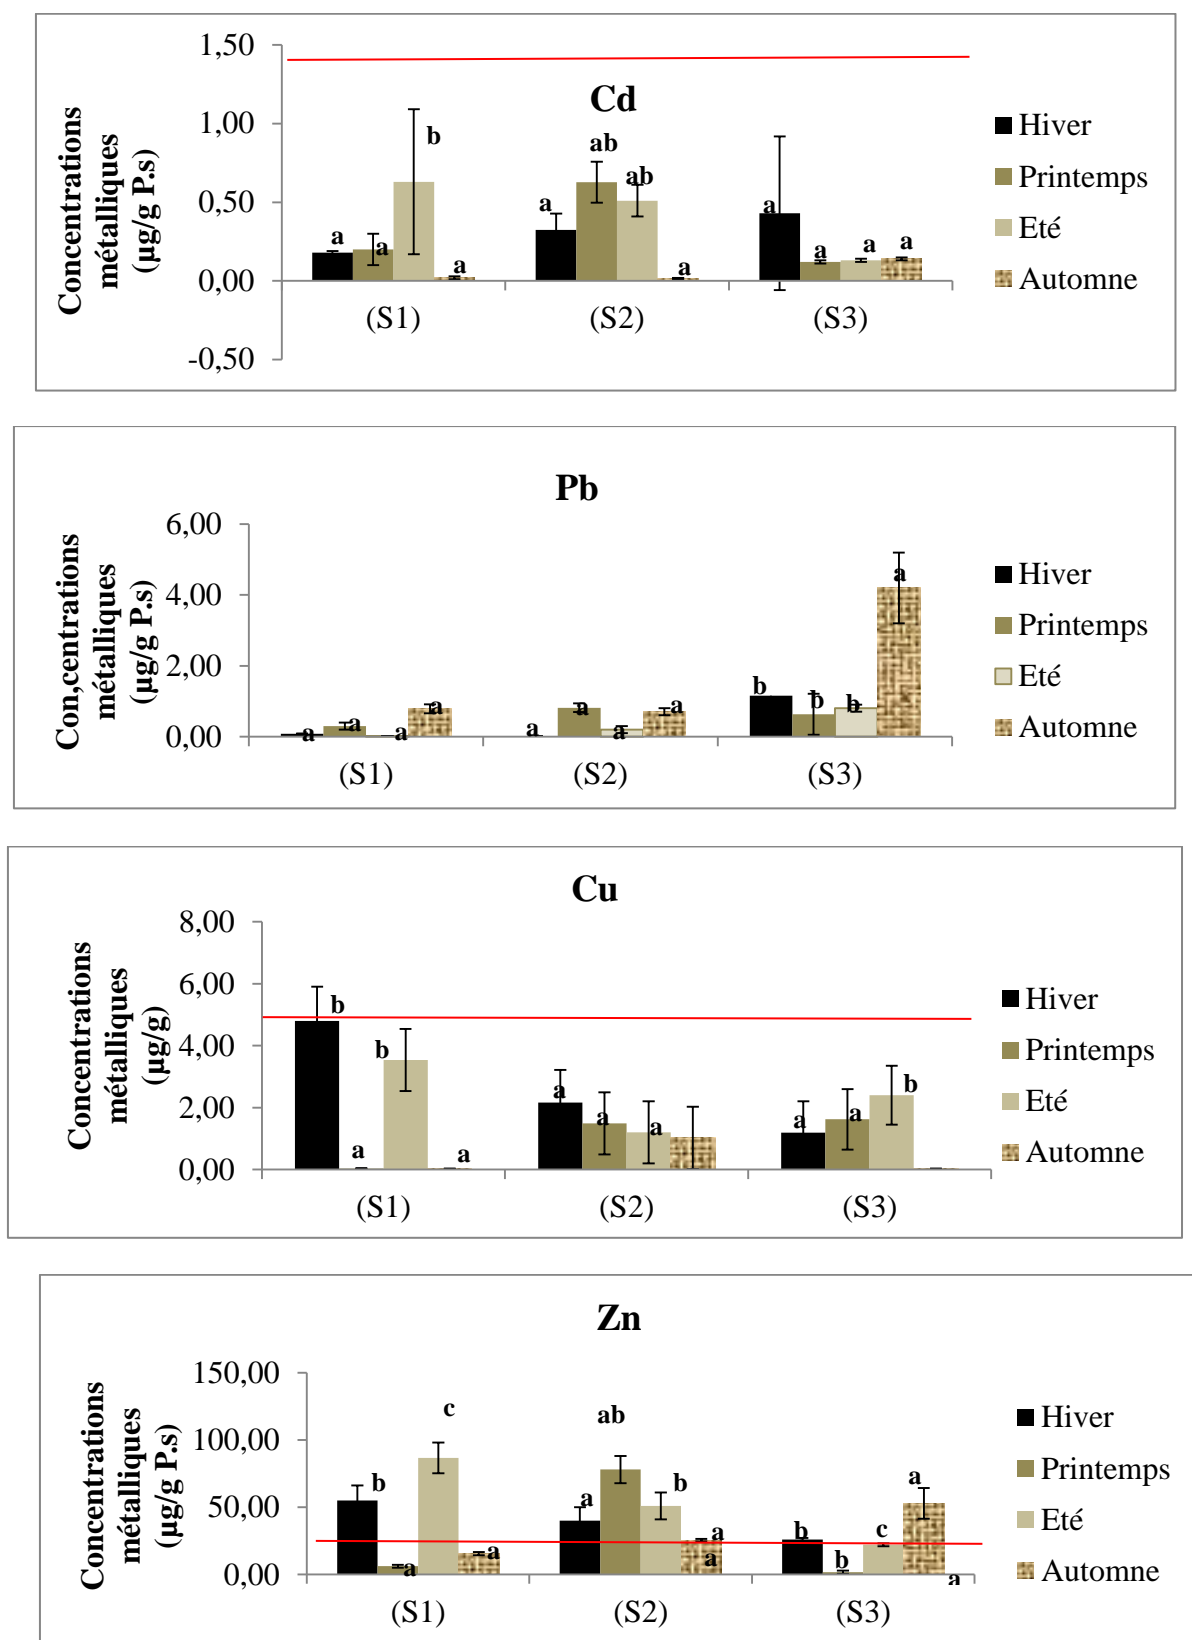 Cd
Concentrations
métalliques
(µg/g P.s)
1,50
1,00
0,50
0,00
-0,50
a
a
b
a
a
ab
ab
a
a
a
a
a
(S1)
(S2)
(S3)
Hiver
Printemps
Eté
Automne
Pb
Con,centrations
métalliques
(µg/g P.s)
6,00
4,00
2,00
0,00
a
a
a
a
a
a
a
a
b
b
b
a
(S1)
(S2)
(S3)
Hiver
Printemps
Eté
Automne
Cu
Concentrations
métalliques
(µg/g)
8,00
6,00
4,00
2,00
0,00
b
a
b
a
a
a
a
a
a
b
(S1)
(S2)
(S3)
Hiver
Printemps
Eté
Automne
Zn
Concentrations
métalliques
(µg/g P.s)
150,00
100,00
50,00
0,00
b
a
c
a
a
ab
b
a
a
b
b
c
a
a
(S1)
(S2)
(S3)
Hiver
Printemps
Eté
Automne